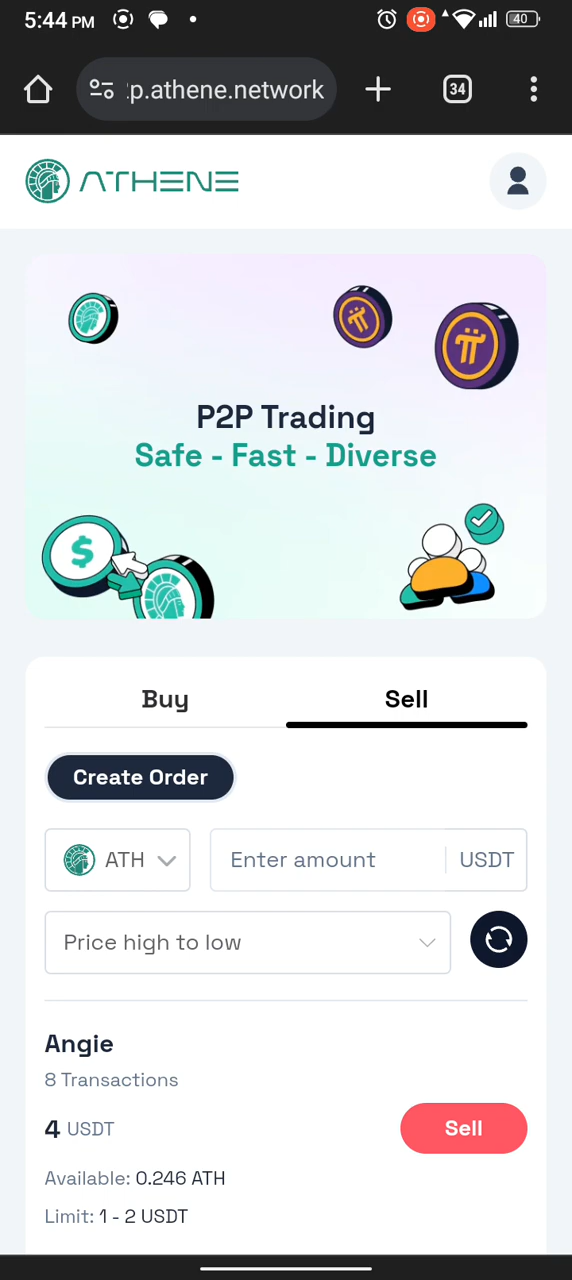 5:44 PM
40
:p.athene.network
34
ATHENE
P2P Trading
Safe - Fast - Diverse
Buy
Sell
Create Order
ATH
Enter amount
USDT
Price high to low
Angie
8 Transactions
4 USDT
Sell
Available: 0.246 ATH
Limit: 1 - 2 USDT